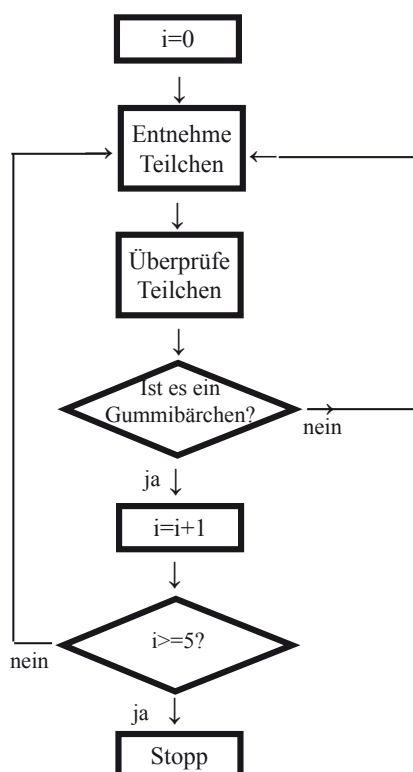 i=0
Entnehme
Teilchen
Überprüfe
Teilchen
Ist es ein
Gummibärchen?
nein
ja
i=i+1
i>=5?
nein
ja
Stopp